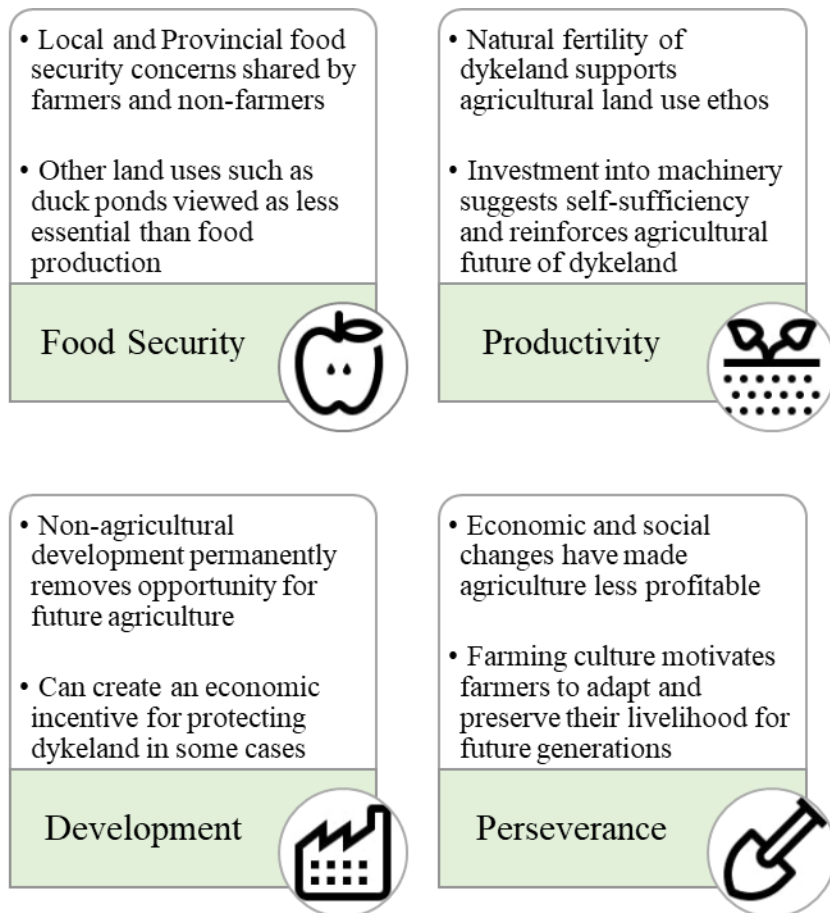 • Local and Provincial food
security concerns shared by
farmers and non-farmers
• Other land uses such as
duck ponds viewed as less
essential than food
production
Food Security
• Natural fertility of
dykeland supports
agricultural land use ethos
• Investment into machinery
suggests self-sufficiency
and reinforces agricultural
future of dykeland
Productivity
• Non-agricultural
development permanently
removes opportunity for
future agriculture
• Can create an economic
incentive for protecting
dykeland in some cases
Development
• Economic and social
changes have made
agriculture less profitable
• Farming culture motivates
farmers to adapt and
preserve their livelihood for
future generations
Perseverance